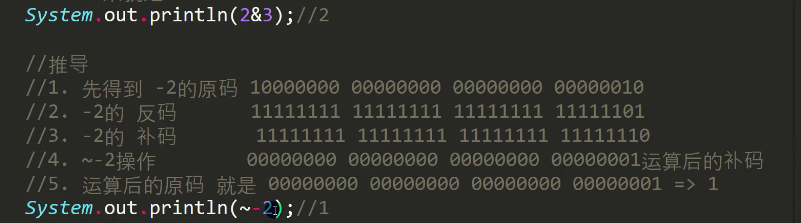 System.out.println(2&3);//2
//推导
//1. 先得到 -2的原码 10000000 00000000 00000000 00000010
//2. -2的 反码 11111111 11111111 11111111 11111101
//3. -2的 补码 11111111 11111111 11111111 11111110
//4. ~-2操作 00000000 00000000 00000000 00000001运算后的补码
//5. 运算后的原码 就是 00000000 00000000 00000000 00000001 => 1
System.out.println(~-2);//1